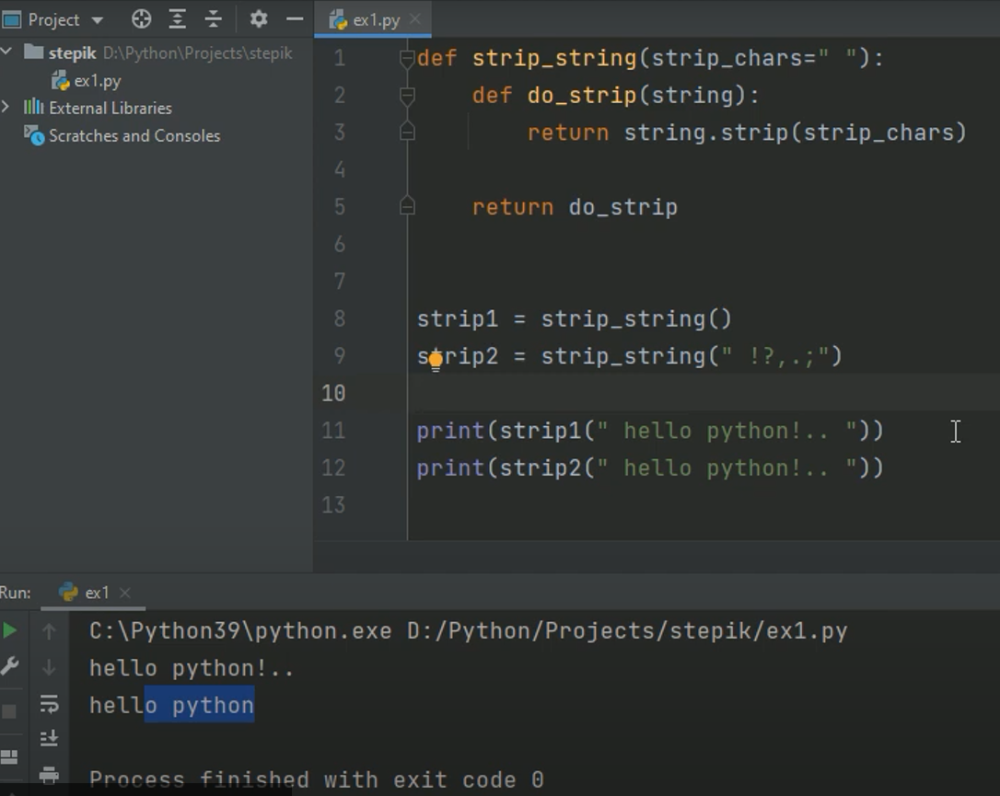 Project
stepik D:\Python\Projects\stepik
ex1.py
External Libraries
Scratches and Consoles
ex1.py
1 def strip_string(strip_chars=" "):
2     def do_strip(string):
3         return string.strip(strip_chars)
4
5     return do_strip
6
7
8 strip1 = strip_string()
9 strip2 = strip_string(" !?,.;")
10
11 print(strip1(" hello python!.. "))
12 print(strip2(" hello python!.. "))
13
Run: ex1
C:\Python39\python.exe D:/Python/Projects/stepik/ex1.py
hello python!..
hello python
Process finished with exit code 0